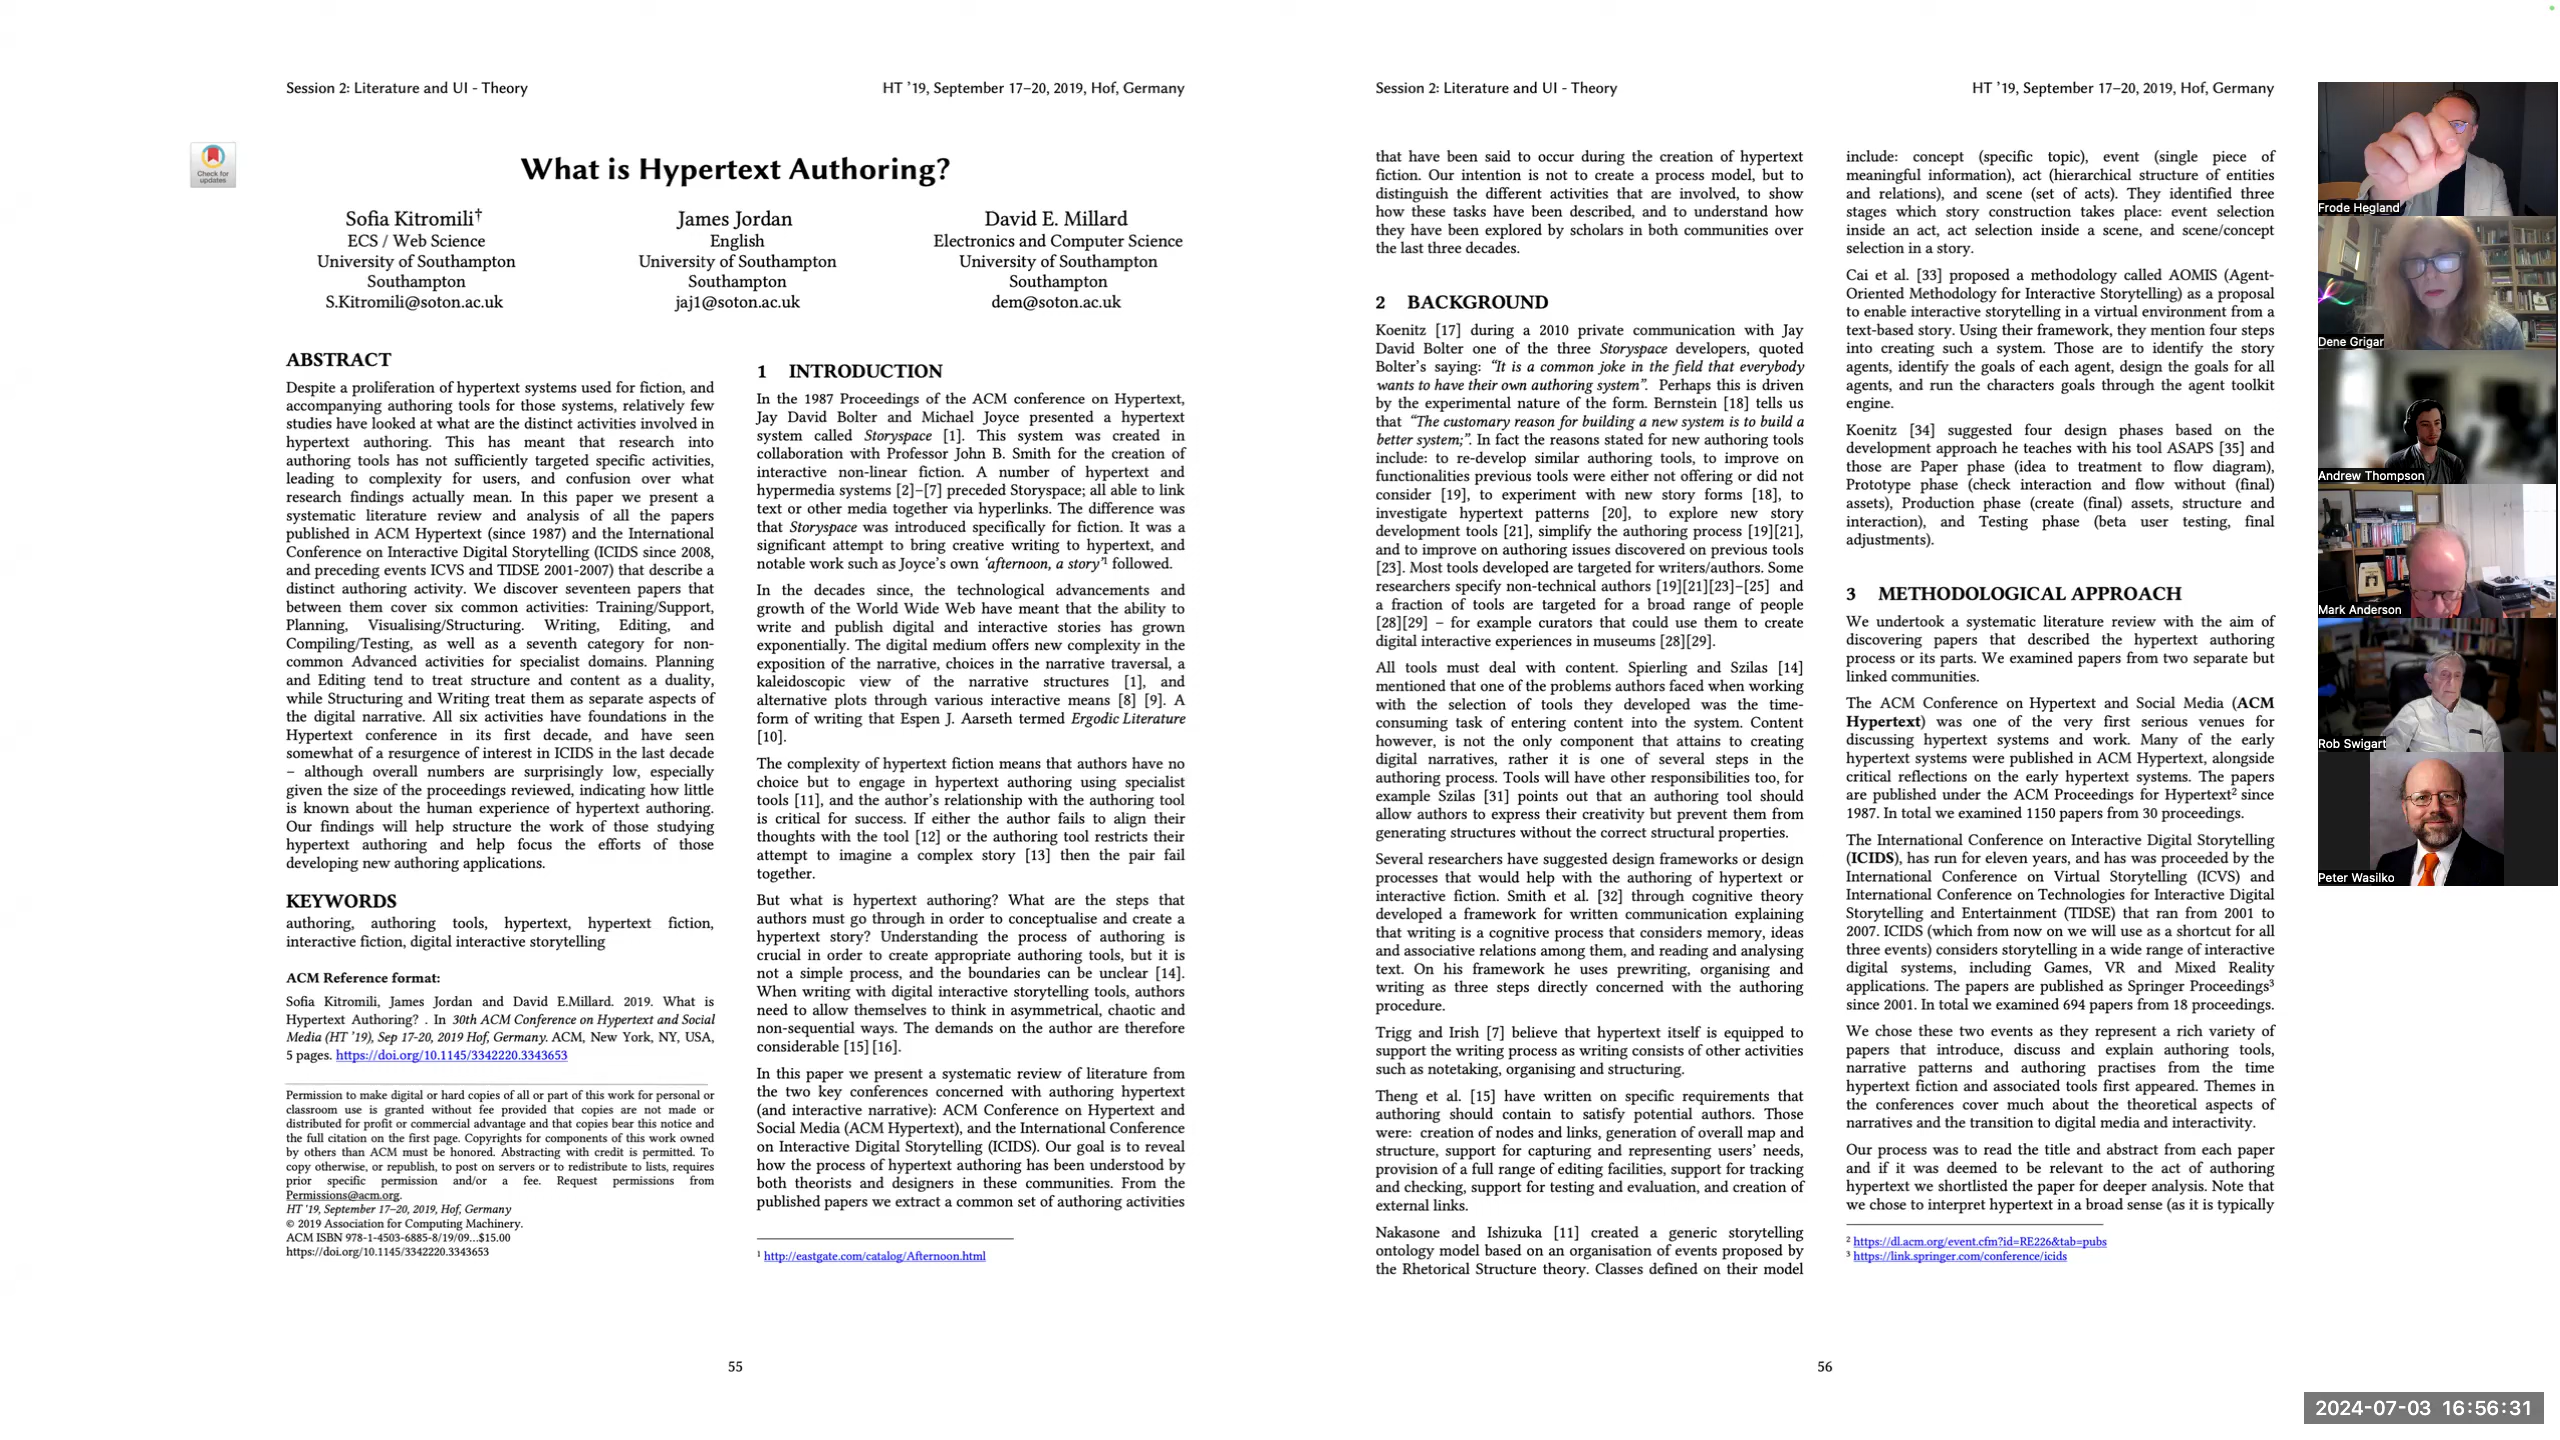 Session 2: Literature and UI - Theory
HT ’19, September 17–20, 2019, Hof, Germany
Check for
updates
What is Hypertext Authoring?
Sofia Kitromili†
ECS / Web Science
University of Southampton
Southampton
S.Kitromili@soton.ac.uk
James Jordan
English
University of Southampton
Southampton
jaj1@soton.ac.uk
David E. Millard
Electronics and Computer Science
University of Southampton
Southampton
dem@soton.ac.uk
ABSTRACT
Despite a proliferation of hypertext systems used for fiction, and
accompanying authoring tools for those systems, relatively few
studies have looked at what are the distinct activities involved in
hypertext authoring. This has meant that research into
authoring tools has not sufficiently targeted specific activities,
leading to complexity for users, and confusion over what
research findings actually mean. In this paper we present a
systematic literature review and analysis of all the papers
published in ACM Hypertext (since 1987) and the International
Conference on Interactive Digital Storytelling (ICIDS since 2008,
and preceding events ICVS and TIDSE 2001-2007) that describe a
distinct authoring activity. We discover seventeen papers that
between them cover six common activities: Training/Support,
Planning, Visualising/Structuring. Writing, Editing, and
Compiling/Testing, as well as a seventh category for non-
common Advanced activities for specialist domains. Planning
and Editing tend to treat structure and content as a duality,
while Structuring and Writing treat them as separate aspects of
the digital narrative. All six activities have foundations in the
Hypertext conference in its first decade, and have seen
somewhat of a resurgence of interest in ICIDS in the last decade
– although overall numbers are surprisingly low, especially
given the size of the proceedings reviewed, indicating how little
is known about the human experience of hypertext authoring.
Our findings will help structure the work of those studying
hypertext authoring and help focus the efforts of those
developing new authoring applications.
KEYWORDS
authoring, authoring tools, hypertext, hypertext fiction,
interactive fiction, digital interactive storytelling
ACM Reference format:
Sofia Kitromili, James Jordan and David E.Millard. 2019. What is
Hypertext Authoring? . In 30th ACM Conference on Hypertext and Social
Media (HT ’19), Sep 17-20, 2019 Hof, Germany. ACM, New York, NY, USA,
5 pages. https://doi.org/10.1145/3342220.3343653
Permission to make digital or hard copies of all or part of this work for personal or
classroom use is granted without fee provided that copies are not made or
distributed for profit or commercial advantage and that copies bear this notice and
the full citation on the first page. Copyrights for components of this work owned
by others than ACM must be honored. Abstracting with credit is permitted. To
copy otherwise, or republish, to post on servers or to redistribute to lists, requires
prior specific permission and/or a fee. Request permissions from
Permissions@acm.org.
HT '19, September 17–20, 2019, Hof, Germany
© 2019 Association for Computing Machinery.
ACM ISBN 978-1-4503-6885-8/19/09...$15.00
https://doi.org/10.1145/3342220.3343653
1 INTRODUCTION
In the 1987 Proceedings of the ACM conference on Hypertext,
Jay David Bolter and Michael Joyce presented a hypertext
system called Storyspace [1]. This system was created in
collaboration with Professor John B. Smith for the creation of
interactive non-linear fiction. A number of hypertext and
hypermedia systems [2]–[7] preceded Storyspace; all able to link
text or other media together via hyperlinks. The difference was
that Storyspace was introduced specifically for fiction. It was a
significant attempt to bring creative writing to hypertext, and
notable work such as Joyce's own ‘afternoon, a story’1 followed.
In the decades since, the technological advancements and
growth of the World Wide Web have meant that the ability to
write and publish digital and interactive stories has grown
exponentially. The digital medium offers new complexity in the
exposition of the narrative, choices in the narrative traversal, a
kaleidoscopic view of the narrative structures [1], and
alternative plots through various interactive means [8] [9]. A
form of writing that Espen J. Aarseth termed Ergodic Literature
[10].
The complexity of hypertext fiction means that authors have no
choice but to engage in hypertext authoring using specialist
tools [11], and the author's relationship with the authoring tool
is critical for success. If either the author fails to align their
thoughts with the tool [12] or the authoring tool restricts their
attempt to imagine a complex story [13] then the pair fail
together.
But what is hypertext authoring? What are the steps that
authors must go through in order to conceptualise and create a
hypertext story? Understanding the process of authoring is
crucial in order to create appropriate authoring tools, but it is
not a simple process, and the boundaries can be unclear [14].
When writing with digital interactive storytelling tools, authors
need to allow themselves to think in asymmetrical, chaotic and
non-sequential ways. The demands on the author are therefore
considerable [15] [16].
In this paper we present a systematic review of literature from
the two key conferences concerned with authoring hypertext
(and interactive narrative): ACM Conference on Hypertext and
Social Media (ACM Hypertext), and the International Conference
on Interactive Digital Storytelling (ICIDS). Our goal is to reveal
how the process of hypertext authoring has been understood by
both theorists and designers in these communities. From the
published papers we extract a common set of authoring activities
1 http://eastgate.com/catalog/Afternoon.html
55
Session 2: Literature and UI - Theory
HT ’19, September 17–20, 2019, Hof, Germany
that have been said to occur during the creation of hypertext
fiction. Our intention is not to create a process model, but to
distinguish the different activities that are involved, to show
how these tasks have been described, and to understand how
they have been explored by scholars in both communities over
the last three decades.
2 BACKGROUND
Koenitz [17] during a 2010 private communication with Jay
David Bolter one of the three Storyspace developers, quoted
Bolter's saying: “It is a common joke in the field that everybody
wants to have their own authoring system”. Perhaps this is driven
by the experimental nature of the form. Bernstein [18] tells us
that “The customary reason for building a new system is to build a
better system;”. In fact the reasons stated for new authoring tools
include: to re-develop similar authoring tools, to improve on
functionalities previous tools were either not offering or did not
consider [19], to experiment with new story forms [18], to
investigate hypertext patterns [20], to explore new story
development tools [21], simplify the authoring process [19][21],
and to improve on authoring issues discovered on previous tools
[23]. Most tools developed are targeted for writers/authors. Some
researchers specify non-technical authors [19][21][23]–[25] and
a fraction of tools are targeted for a broad range of people
[28][29] – for example curators that could use them to create
digital interactive experiences in museums [28][29].
All tools must deal with content. Spierling and Szilas [14]
mentioned that one of the problems authors faced when working
with the selection of tools they developed was the time-
consuming task of entering content into the system. Content
however, is not the only component that attains to creating
digital narratives, rather it is one of several steps in the
authoring process. Tools will have other responsibilities too, for
example Szilas [31] points out that an authoring tool should
allow authors to express their creativity but prevent them from
generating structures without the correct structural properties.
Several researchers have suggested design frameworks or design
processes that would help with the authoring of hypertext or
interactive fiction. Smith et al. [32] through cognitive theory
developed a framework for written communication explaining
that writing is a cognitive process that considers memory, ideas
and associative relations among them, and reading and analysing
text. On his framework he uses prewriting, organising and
writing as three steps directly concerned with the authoring
procedure.
Trigg and Irish [7] believe that hypertext itself is equipped to
support the writing process as writing consists of other activities
such as notetaking, organising and structuring.
Theng et al. [15] have written on specific requirements that
authoring should contain to satisfy potential authors. Those
were: creation of nodes and links, generation of overall map and
structure, support for capturing and representing users' needs,
provision of a full range of editing facilities, support for tracking
and checking, support for testing and evaluation, and creation of
external links.
Nakasone and Ishizuka [11] created a generic storytelling
ontology model based on an organisation of events proposed by
the Rhetorical Structure theory. Classes defined on their model
include: concept (specific topic), event (single piece of
meaningful information), act (hierarchical structure of entities
and relations), and scene (set of acts). They identified three
stages which story construction takes place: event selection
inside an act, act selection inside a scene, and scene/concept
selection in a story.
Cai et al. [33] proposed a methodology called AOMIS (Agent-
Oriented Methodology for Interactive Storytelling) as a proposal
to enable interactive storytelling in a virtual environment from a
text-based story. Using their framework, they mention four steps
into creating such a system. Those are to identify the story
agents, identify the goals of each agent, design the goals for all
agents, and run the characters goals through the agent toolkit
engine.
Koenitz [34] suggested four design phases based on the
development approach he teaches with his tool ASAPS [35] and
those are Paper phase (idea to treatment to flow diagram),
Prototype phase (check interaction and flow without (final)
assets), Production phase (create (final) assets, structure and
interaction), and Testing phase (beta user testing, final
adjustments).
3 METHODOLOGICAL APPROACH
We undertook a systematic literature review with the aim of
discovering papers that described the hypertext authoring
process or its parts. We examined papers from two separate but
linked communities.
The ACM Conference on Hypertext and Social Media (ACM
Hypertext) was one of the very first serious venues for
discussing hypertext systems and work. Many of the early
hypertext systems were published in ACM Hypertext, alongside
critical reflections on the early hypertext systems. The papers
are published under the ACM Proceedings for Hypertext2 since
1987. In total we examined 1150 papers from 30 proceedings.
The International Conference on Interactive Digital Storytelling
(ICIDS), has run for eleven years, and has was proceeded by the
International Conference on Virtual Storytelling (ICVS) and
International Conference on Technologies for Interactive Digital
Storytelling and Entertainment (TIDSE) that ran from 2001 to
2007. ICIDS (which from now on we will use as a shortcut for all
three events) considers storytelling in a wide range of interactive
digital systems, including Games, VR and Mixed Reality
applications. The papers are published as Springer Proceedings3
since 2001. In total we examined 694 papers from 18 proceedings.
We chose these two events as they represent a rich variety of
papers that introduce, discuss and explain authoring tools,
narrative patterns and authoring practises from the time
hypertext fiction and associated tools first appeared. Themes in
the conferences cover much about the theoretical aspects of
narratives and the transition to digital media and interactivity.
Our process was to read the title and abstract from each paper
and if it was deemed to be relevant to the act of authoring
hypertext we shortlisted the paper for deeper analysis. Note that
we chose to interpret hypertext in a broad sense (as it is typically
2 https://dl.acm.org/event.cfm?id=RE226&tab=pubs
3 https://link.springer.com/conference/icids
56
Frode Hegland
Dene Grigar
Andrew Thompson
Mark Anderson
Rob Swigart
Peter Wasilko
2024-07-03 16:56:31